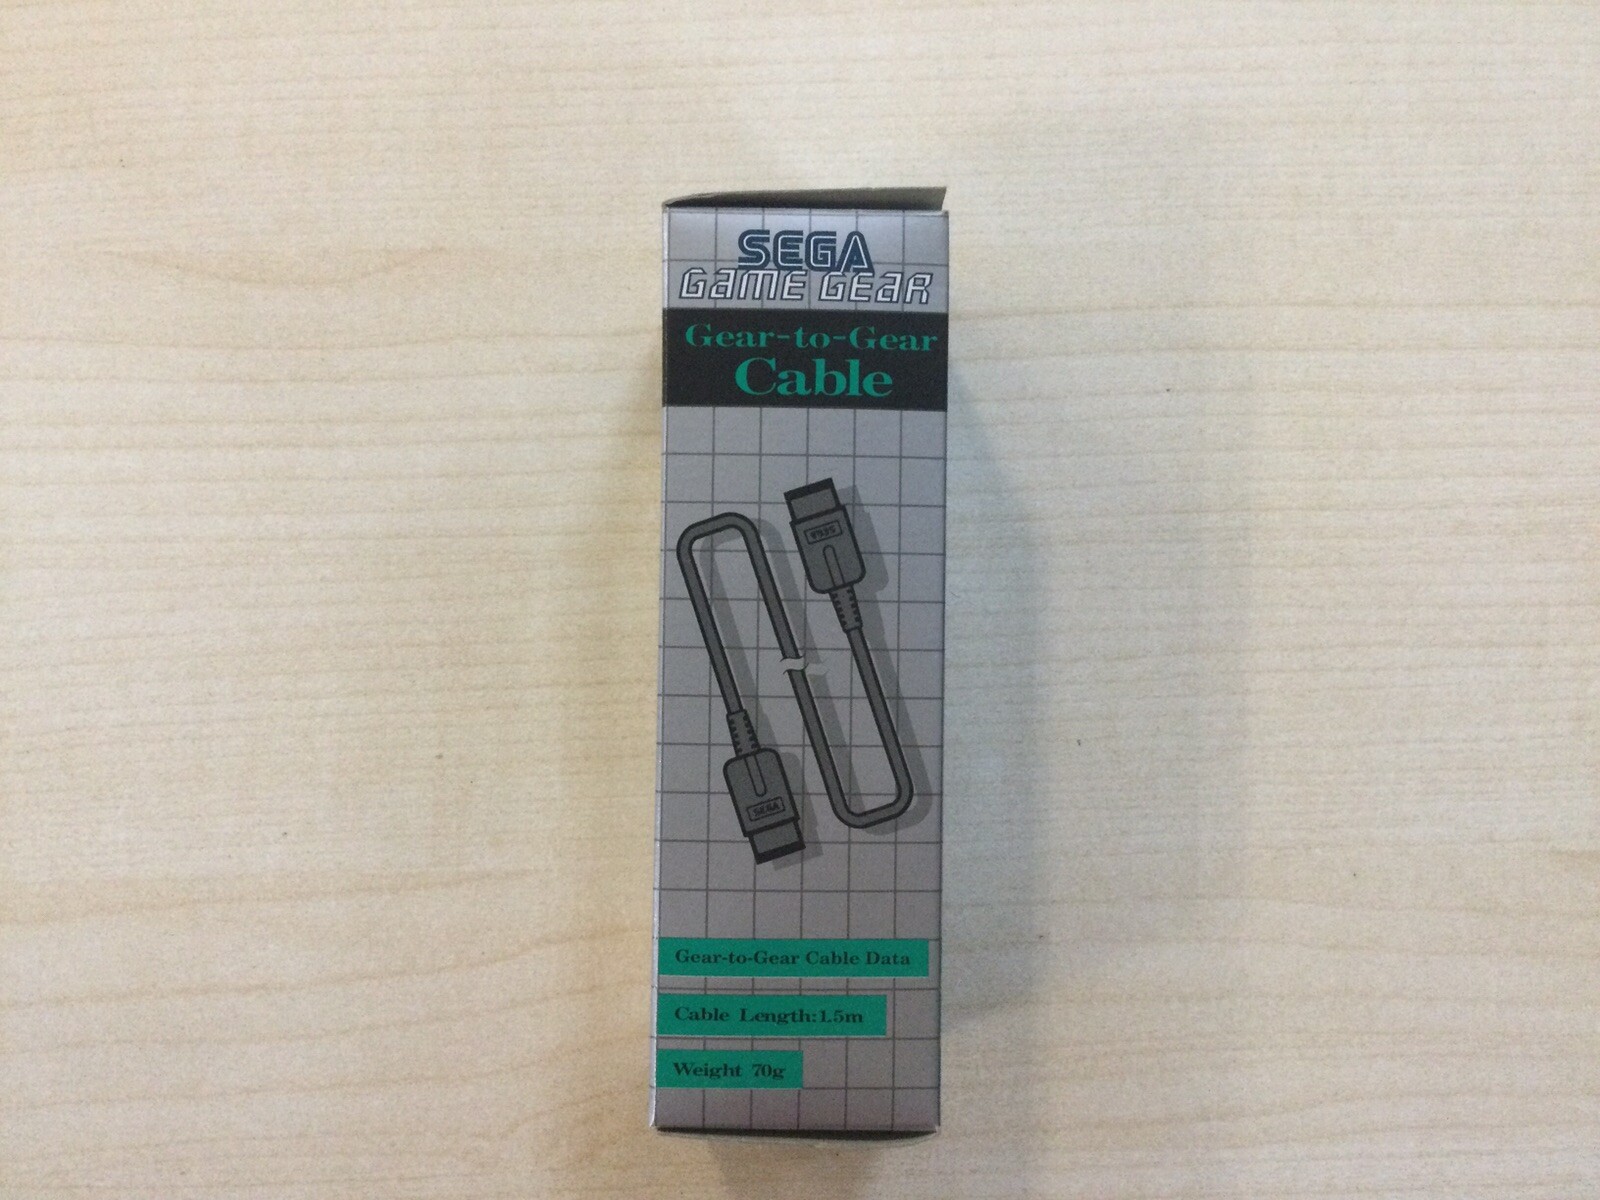 SEGA
GAME GEAR
Gear-to-Gear
Cable
SEGA
SEGA
Gear-to-Gear Cable Data
Cable Length:1.5m
Weight 70g